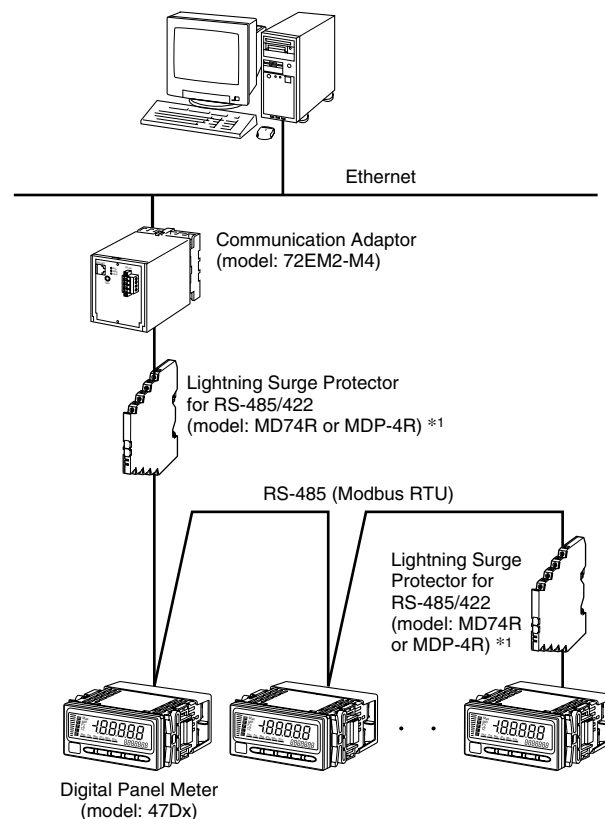 Ethernet
Communication Adaptor
(model: 72EM2-M4)
Lightning Surge Protector
for RS-485/422
(model: MD74R or MDP-4R) *1
RS-485 (Modbus RTU)
Lightning Surge
Protector for
RS-485/422
(model: MD74R
or MDP-4R) *1
Digital Panel Meter
(model: 47Dx)